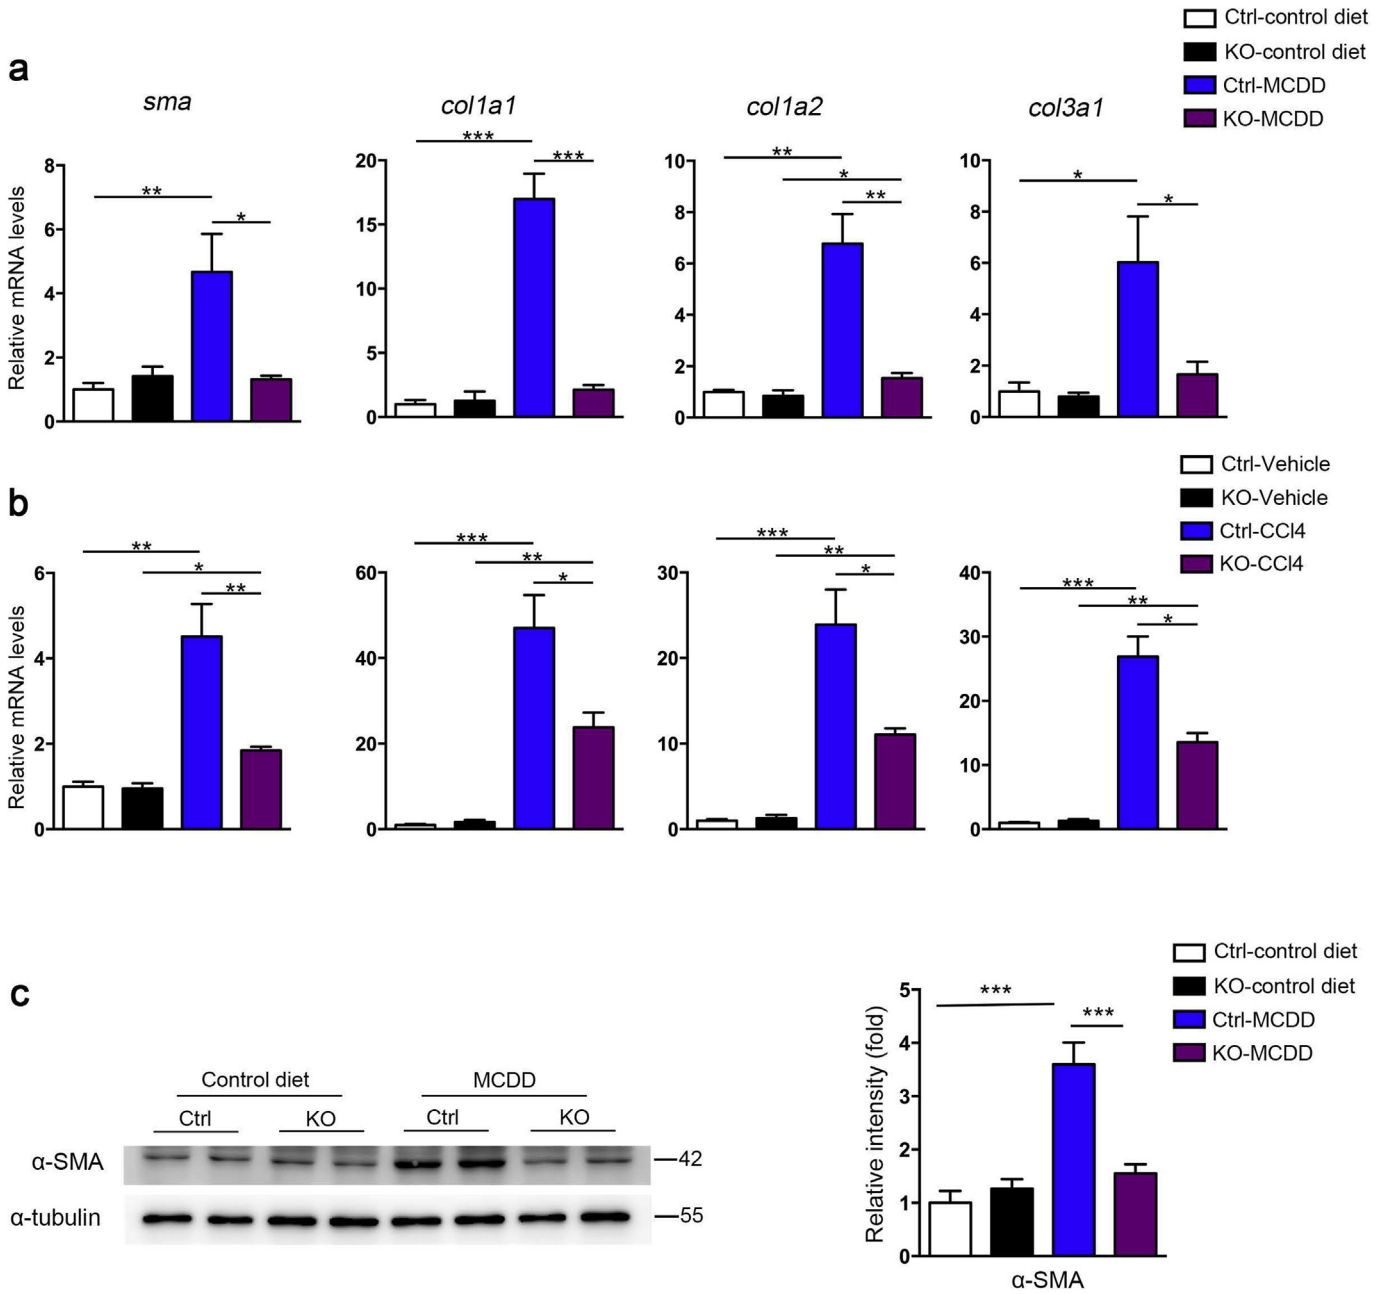 Ctrl-control diet
KO-control diet
Ctrl-MCDD
KO-MCDD
a
sma
col1a1
col1a2
col3a1
Relative mRNA levels
8
6
4
2
0
** *
20
15
10
5
0
*** ***
10
8
6
4
2
0
** * **
10
8
6
4
2
0
* *
Ctrl-Vehicle
KO-Vehicle
Ctrl-CCl4
KO-CCl4
b
Relative mRNA levels
6
4
2
0
** * **
60
40
20
0
*** ** *
30
20
10
0
*** ** *
40
30
20
10
0
*** ** *
c
Control diet MCDD
Ctrl KO Ctrl KO
α-SMA
42
α-tubulin
55
Ctrl-control diet
KO-control diet
Ctrl-MCDD
KO-MCDD
Relative intensity (fold)
5
4
3
2
1
0
*** ***
α-SMA